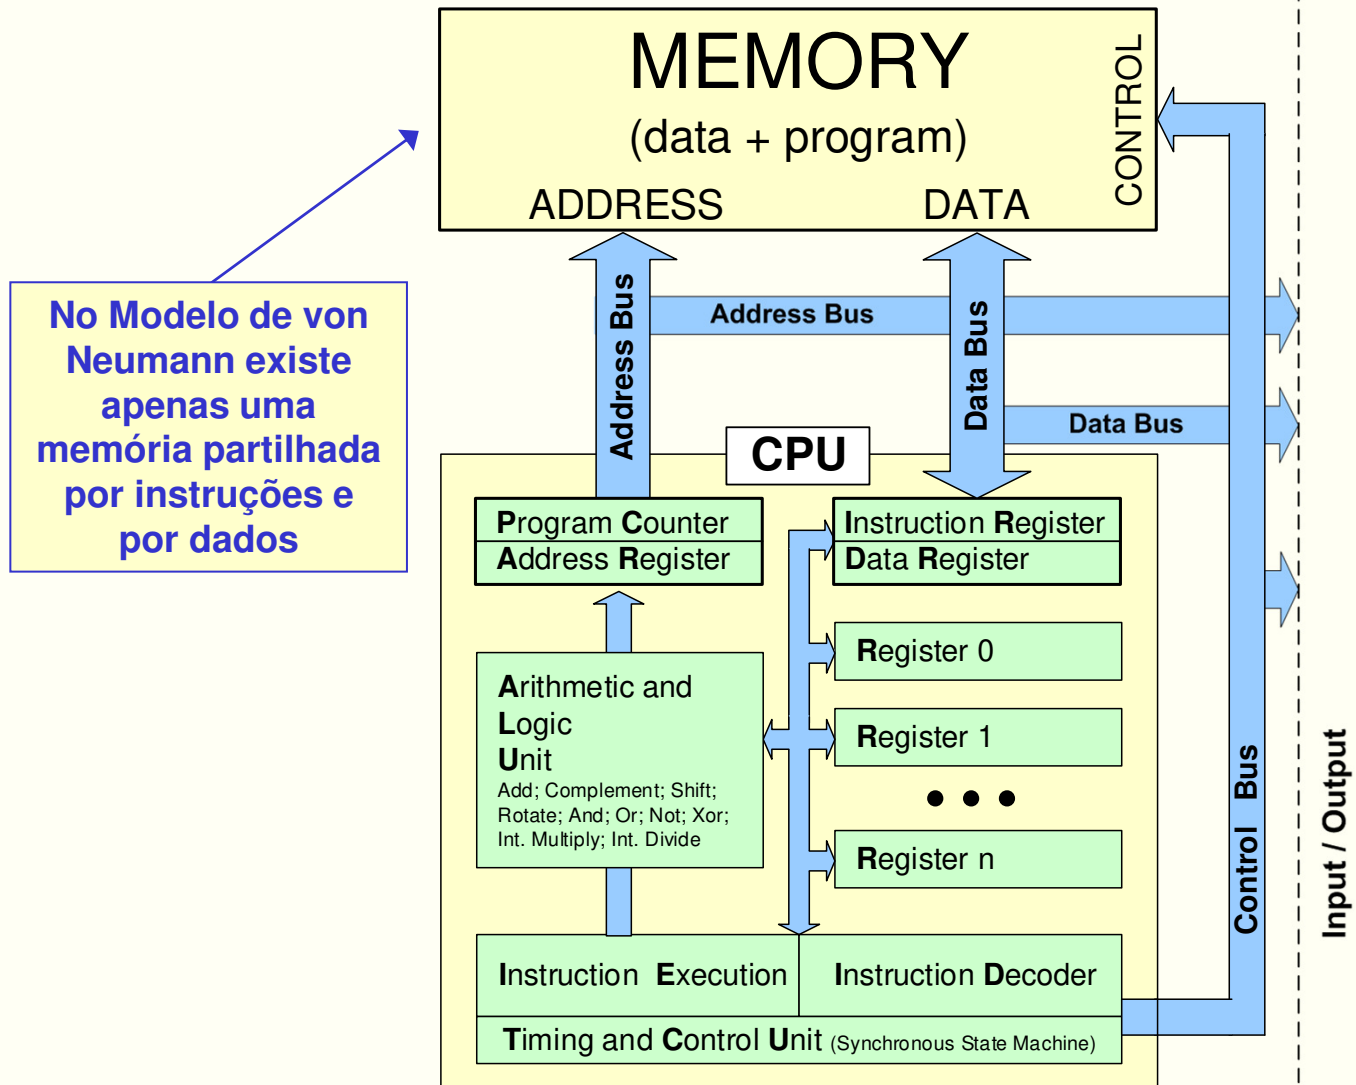 MEMORY
(data + program)
CONTROL
ADDRESS
DATA
No Modelo de von
Neumann existe
apenas uma
memória partilhada
por instruções e
por dados
Address Bus
Address Bus
Data Bus
Data Bus
CPU
Program Counter
Address Register
Instruction Register
Data Register
Register 0
Arithmetic and
Logic
Unit
Add; Complement; Shift;
Rotate; And; Or; Not; Xor;
Int. Multiply; Int. Divide
Register 1
• • •
Register n
Instruction Execution
Instruction Decoder
Timing and Control Unit (Synchronous State Machine)
Control Bus
Input / Output